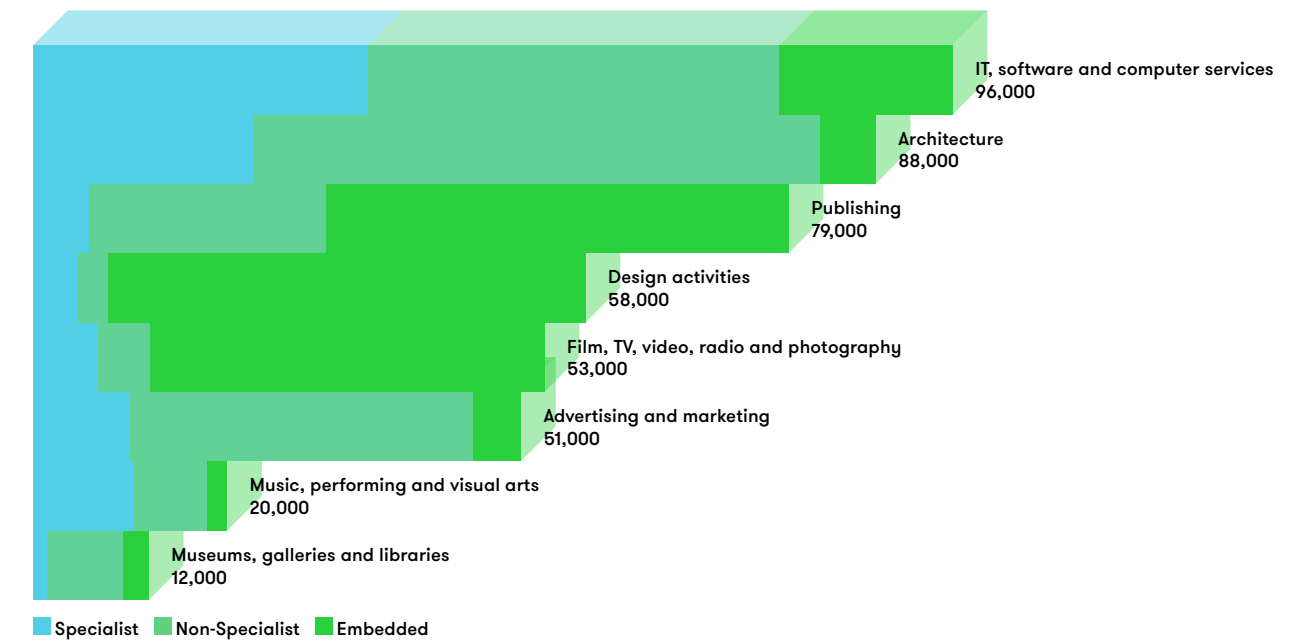 IT, software and computer services
96,000
Architecture
88,000
Publishing
79,000
Design activities
58,000
Film, TV, video, radio and photography
53,000
Advertising and marketing
51,000
Music, performing and visual arts
20,000
Museums, galleries and libraries
12,000
Specialist Non-Specialist Embedded